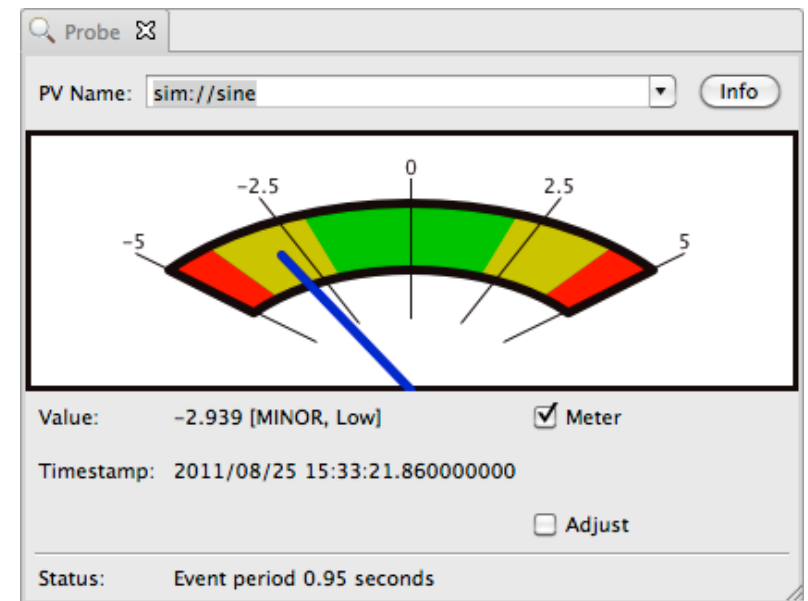 Probe
PV Name: sim://sine Info
0
-2.5 2.5
-5 5
Value: -2.939 [MINOR, Low] Meter
Timestamp: 2011/08/25 15:33:21.860000000
Adjust
Status: Event period 0.95 seconds